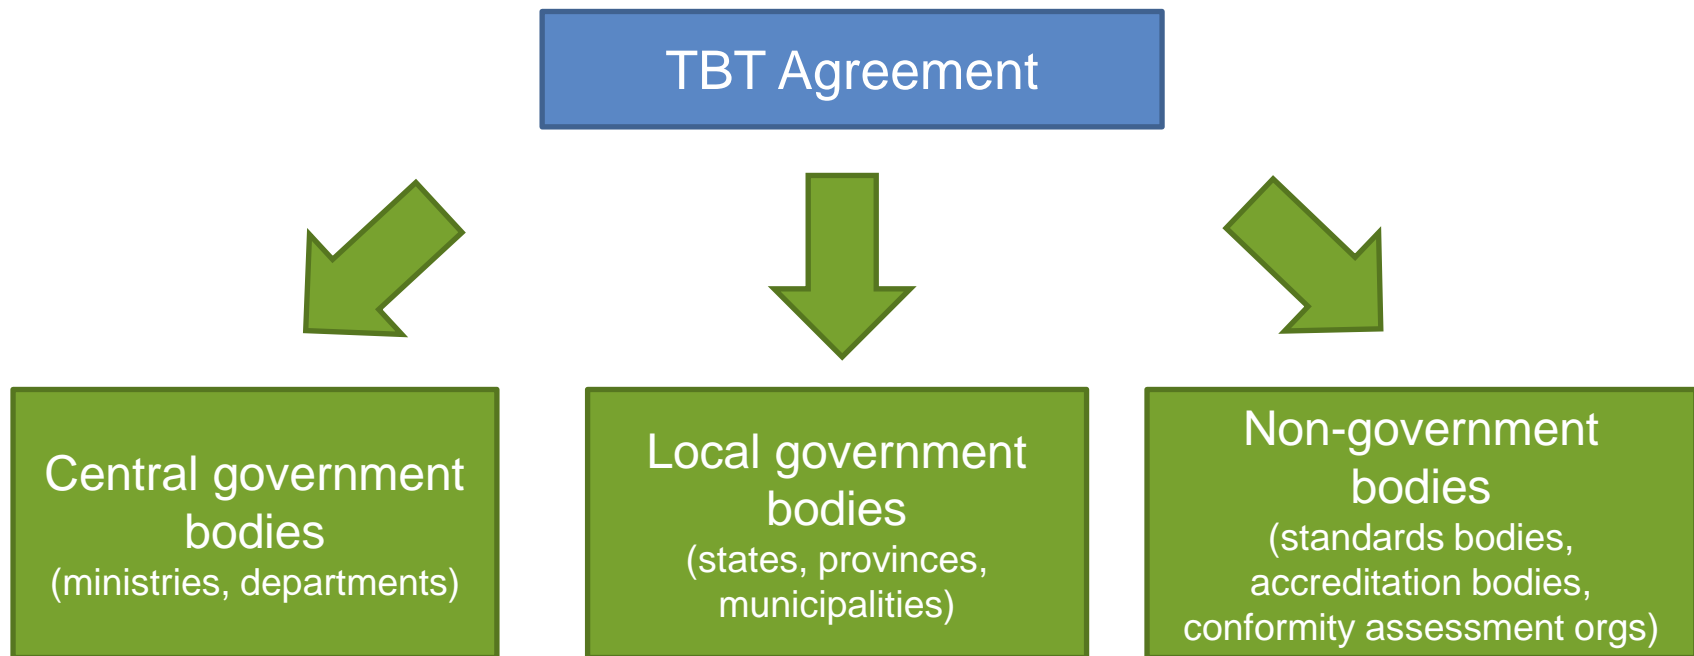 TBT Agreement
Central government
bodies
(ministries, departments)
Local government
bodies
(states, provinces,
municipalities)
Non-government
bodies
(standards bodies,
accreditation bodies,
conformity assessment orgs)